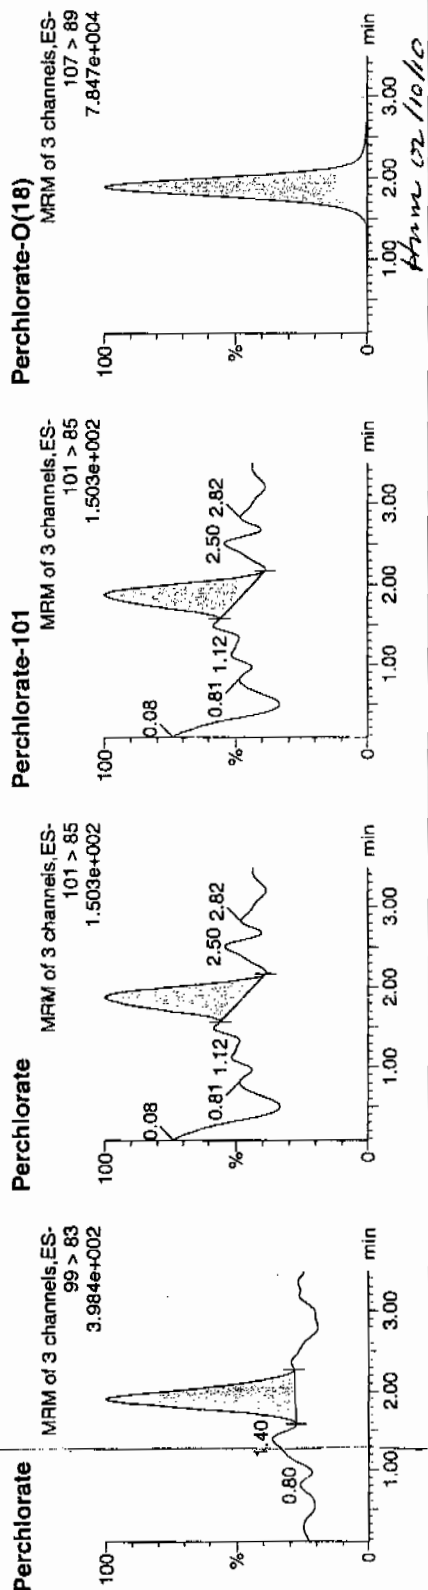 Perchlorate
MRM of 3 channels,ES-
99 > 83
3.984e+002
100
%
0
0.80
1.40
1.00
2.00
3.00
min
Perchlorate
MRM of 3 channels,ES-
101 > 85
1.503e+002
100
%
0
0.08
0.81
1.12
2.50
2.82
1.00
2.00
3.00
min
Perchlorate-101
MRM of 3 channels,ES-
101 > 85
1.503e+002
100
%
0
0.08
0.81
1.12
2.50
2.82
1.00
2.00
3.00
min
Perchlorate-O(18)
MRM of 3 channels,ES-
107 > 89
7.847e+004
100
%
0
1.00
2.00
3.00
min
02/10/10